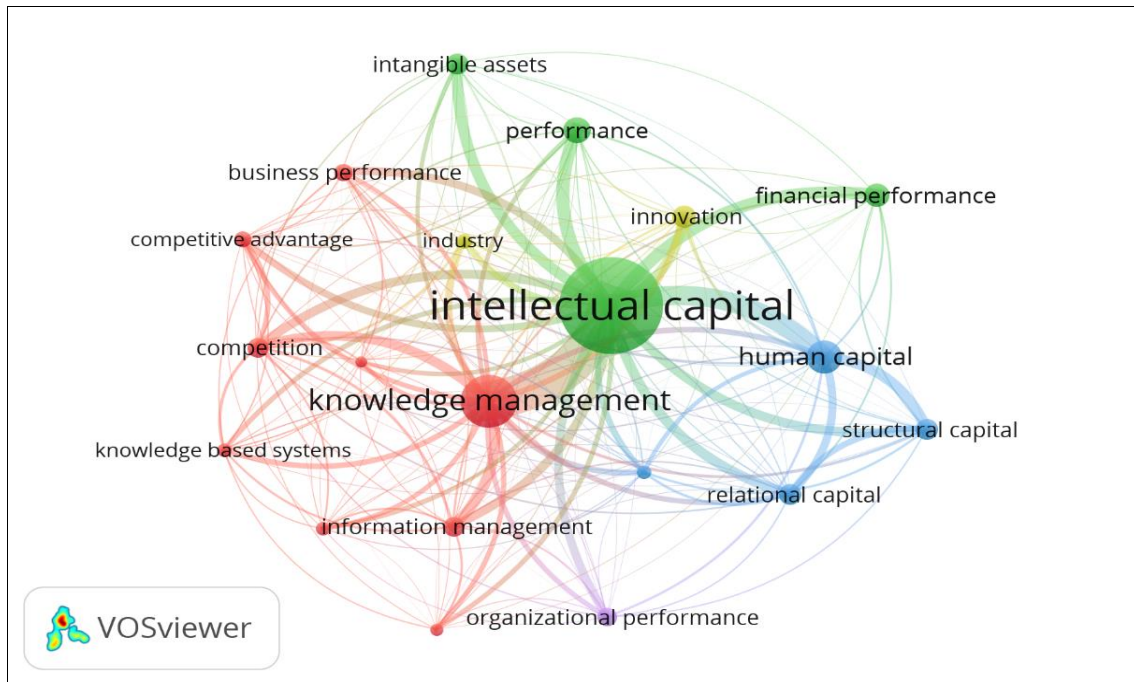 intangible assets
performance
business performance
financial performance
innovation
competitive advantage
industry
intellectual capital
competition
human capital
knowledge management
structural capital
knowledge based systems
relational capital
information management
organizational performance
VOSviewer